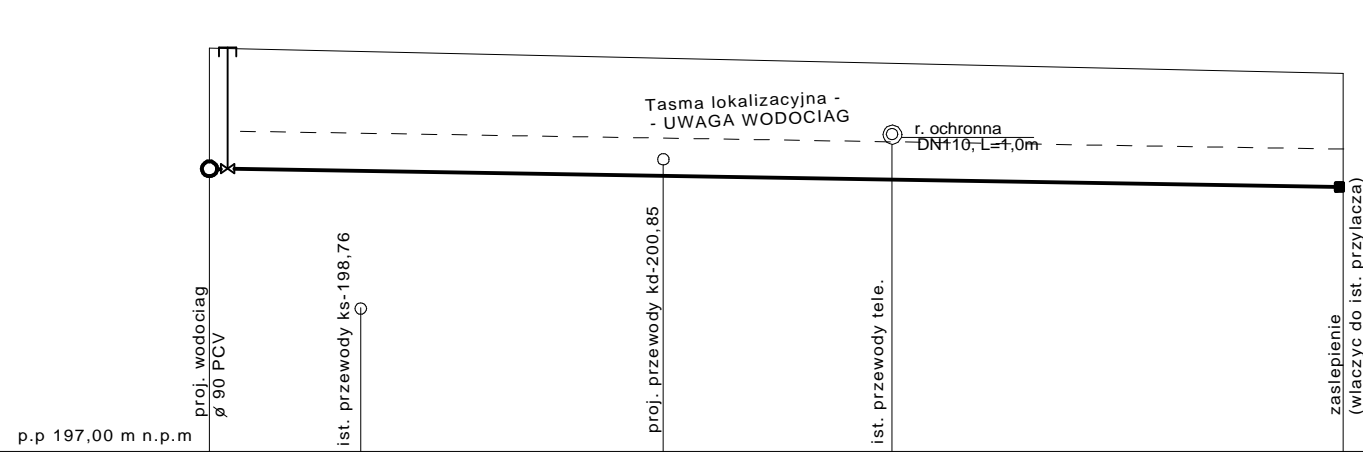 Tasma lokalizacyjna -
- UWAGA WODOCIAG
r. ochronna
DN110, L=1,0m
proj. wodociag
ø 90 PCV
ist. przewody ks-198,76
proj. przewody kd-200,85
ist. przewody tele.
zaslepienie
(wlaczyc do ist. przylacza)
p.p 197,00 m n.p.m